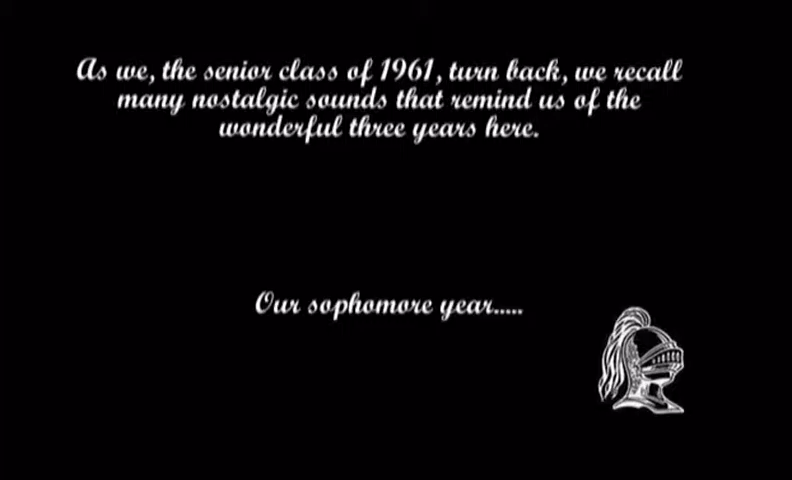 As we, the senior class of 1961, turn back, we recall
many nostalgic sounds that remind us of the
wonderful three years here.
Our sophomore year.....